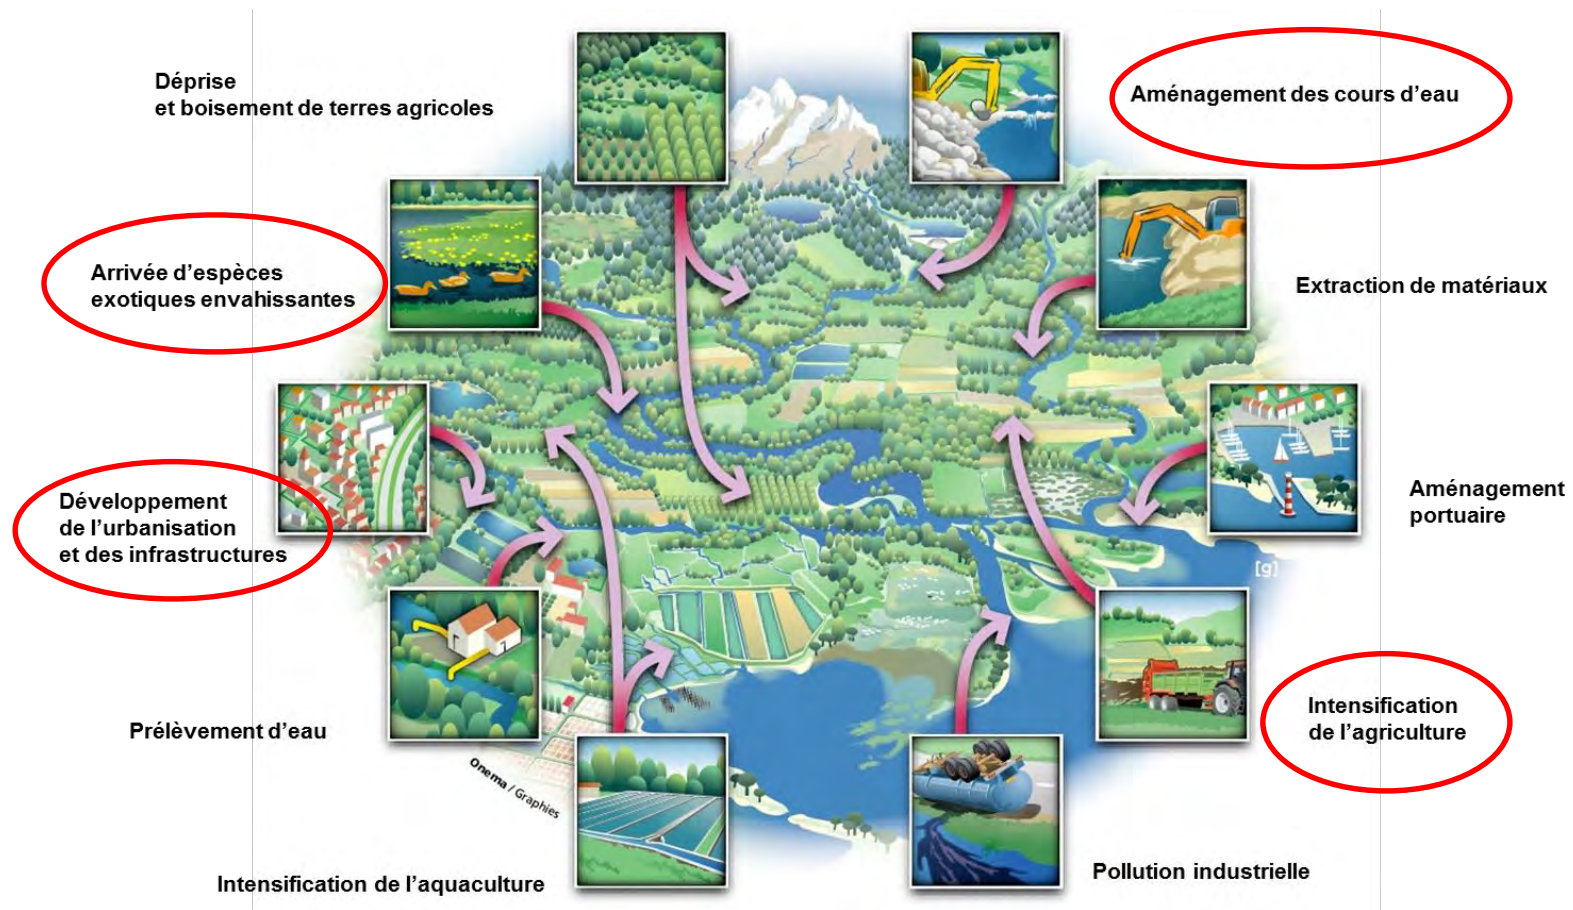 Déprise
et boisement de terres agricoles
Aménagement des cours d’eau
Arrivée d’espèces
exotiques envahissantes
Extraction de matériaux
Développement
de l’urbanisation
et des infrastructures
Aménagement
portuaire
[g]
Prélèvement d’eau
Intensification
de l’agriculture
Onema / Graphies
Intensification de l’aquaculture
Pollution industrielle